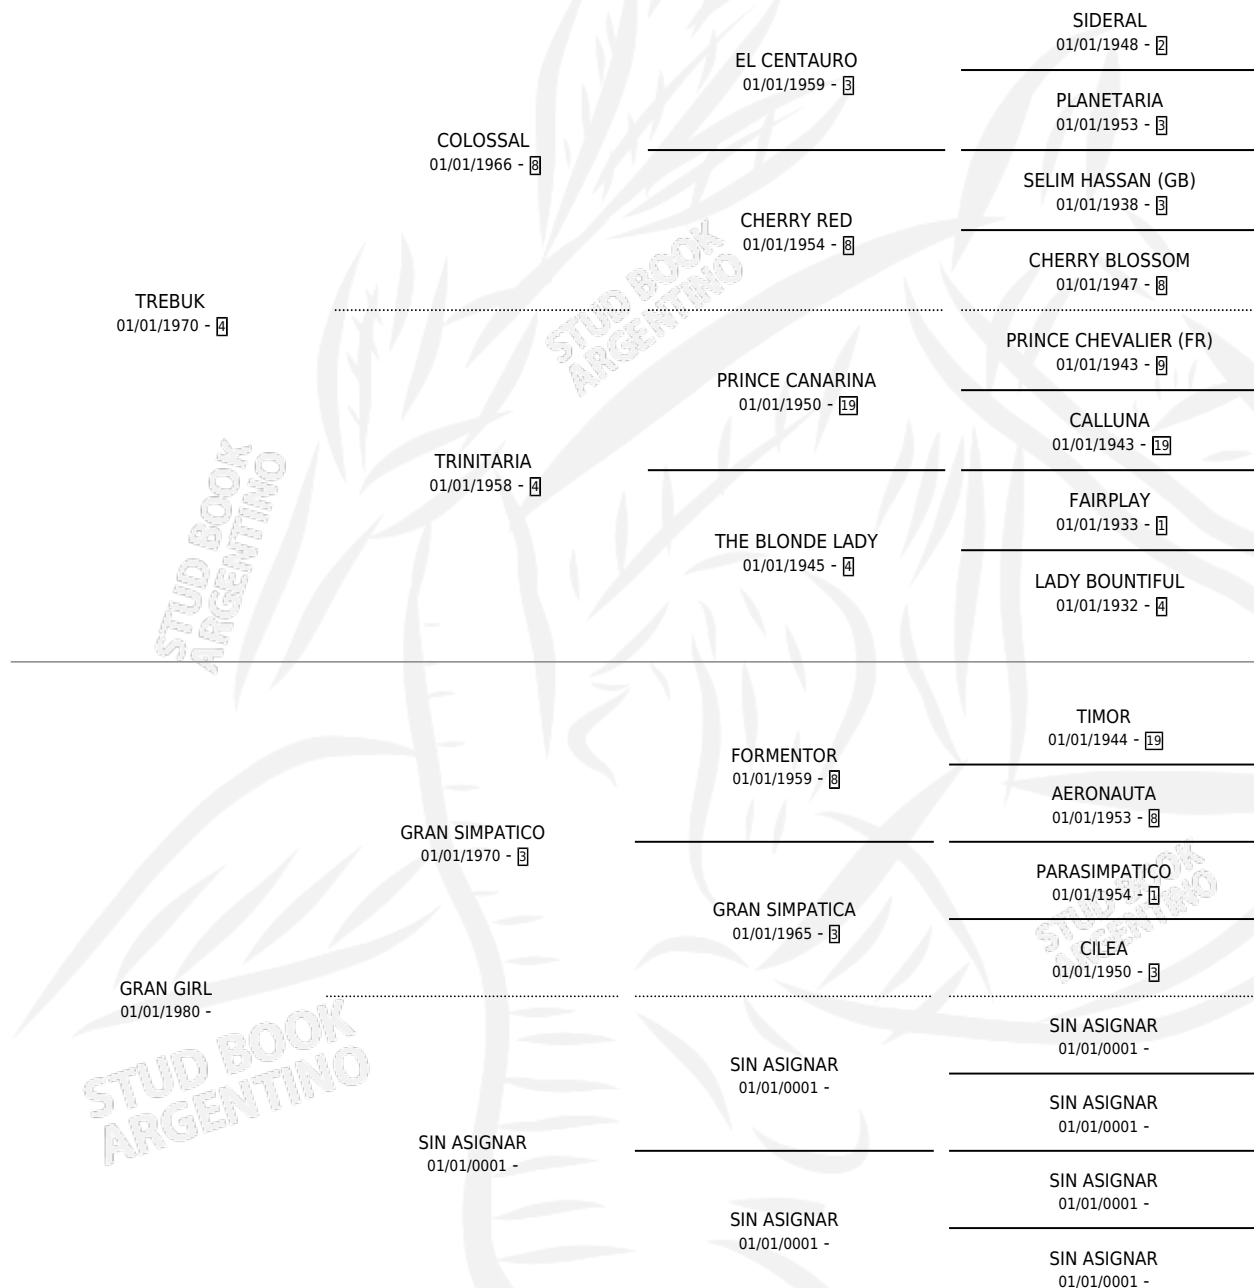 SIDERAL
01/01/1948 - 2
EL CENTAURO
01/01/1959 - 3
PLANETARIA
01/01/1953 - 3
COLOSSAL
01/01/1966 - 8
SELIM HASSAN (GB)
01/01/1938 - 3
CHERRY RED
01/01/1954 - 8
CHERRY BLOSSOM
01/01/1947 - 8
TREBUK
01/01/1970 - 4
PRINCE CHEVALIER (FR)
01/01/1943 - 9
PRINCE CANARINA
01/01/1950 - 19
CALLUNA
01/01/1943 - 19
TRINITARIA
01/01/1958 - 4
FAIRPLAY
01/01/1933 - 1
THE BLONDE LADY
01/01/1945 - 4
LADY BOUNTIFUL
01/01/1932 - 4
STUD BOOK
ARGENTINO
STUD BOOK
ARGENTINO
TIMOR
01/01/1944 - 19
FORMENTOR
01/01/1959 - 8
AERONAUTA
01/01/1953 - 8
GRAN SIMPATICO
01/01/1970 - 3
PARASIMPATICO
01/01/1954 - 1
GRAN SIMPATICA
01/01/1965 - 3
CILEA
01/01/1950 - 3
STUD BOOK
ARGENTINO
GRAN GIRL
01/01/1980 -
SIN ASIGNAR
01/01/0001 -
SIN ASIGNAR
01/01/0001 -
SIN ASIGNAR
01/01/0001 -
SIN ASIGNAR
01/01/0001 -
SIN ASIGNAR
01/01/0001 -
SIN ASIGNAR
01/01/0001 -
SIN ASIGNAR
01/01/0001 -
STUD BOOK
ARGENTINO